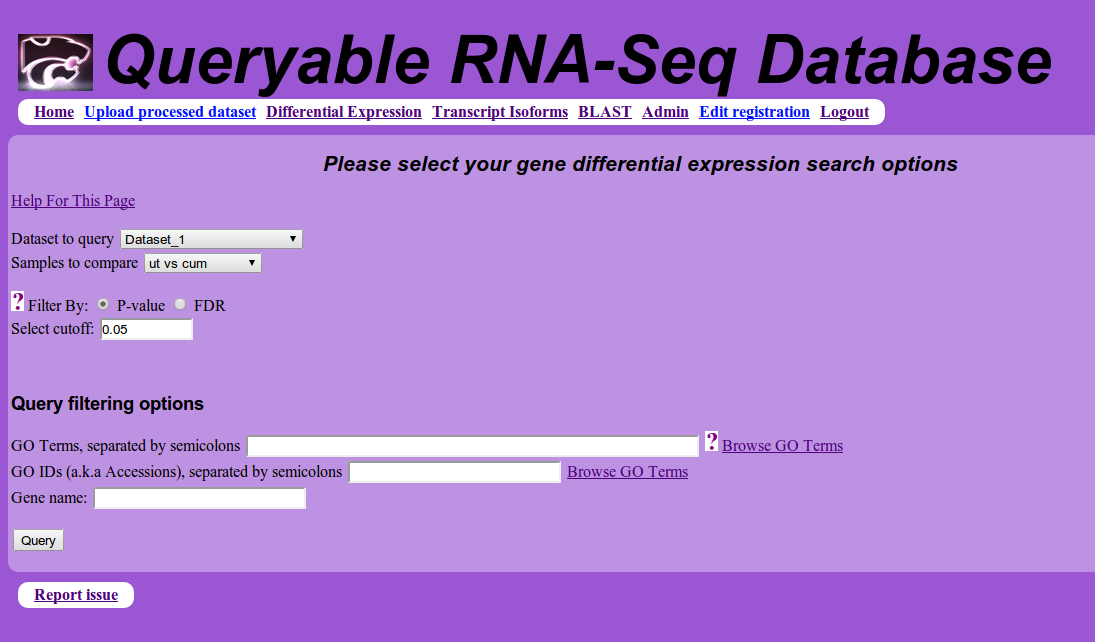 Queryable RNA-Seq Database
Home Upload processed dataset Differential Expression Transcript Isoforms BLAST Admin Edit registration Logout
Please select your gene differential expression search options
Help For This Page
Dataset to query Dataset_1
Samples to compare ut vs cum
? Filter By: P-value FDR
Select cutoff: 0.05
Query filtering options
GO Terms, separated by semicolons ? Browse GO Terms
GO IDs (a.k.a Accessions), separated by semicolons Browse GO Terms
Gene name:
Query
Report issue